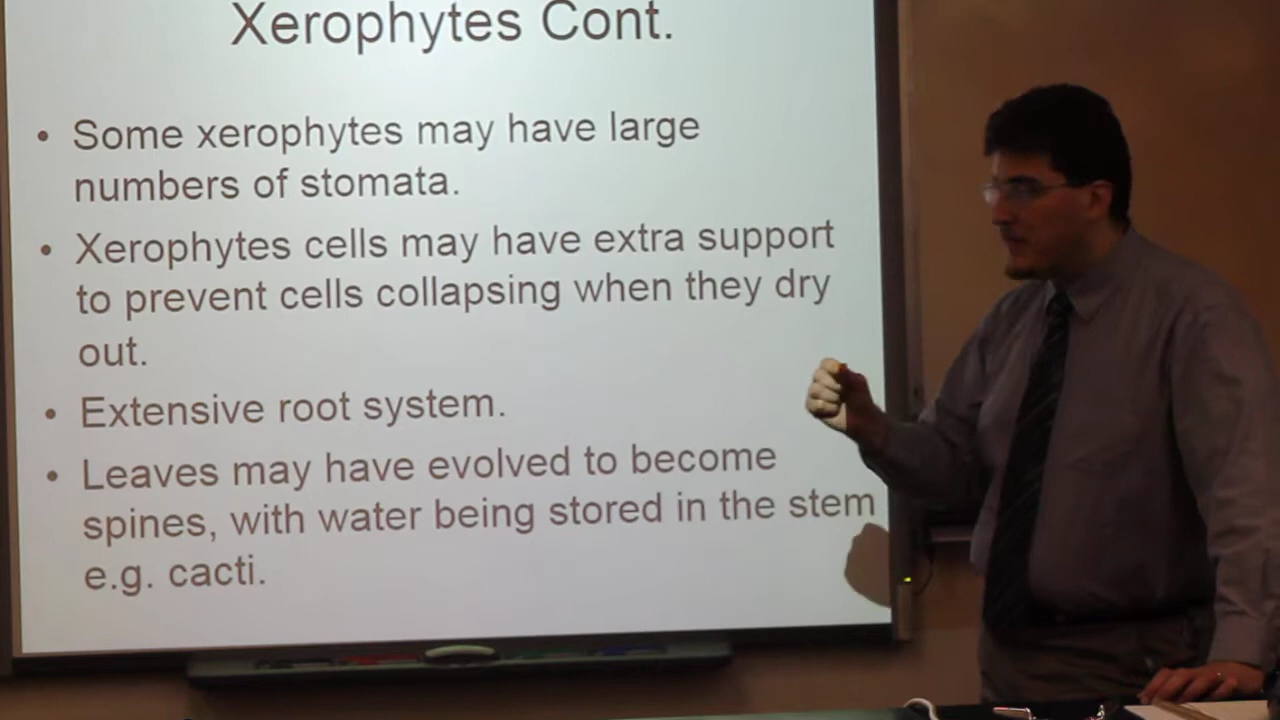 Xerophytes Cont.
• Some xerophytes may have large
numbers of stomata.
• Xerophytes cells may have extra support
to prevent cells collapsing when they dry
out.
• Extensive root system.
• Leaves may have evolved to become
spines, with water being stored in the stem
e.g. cacti.